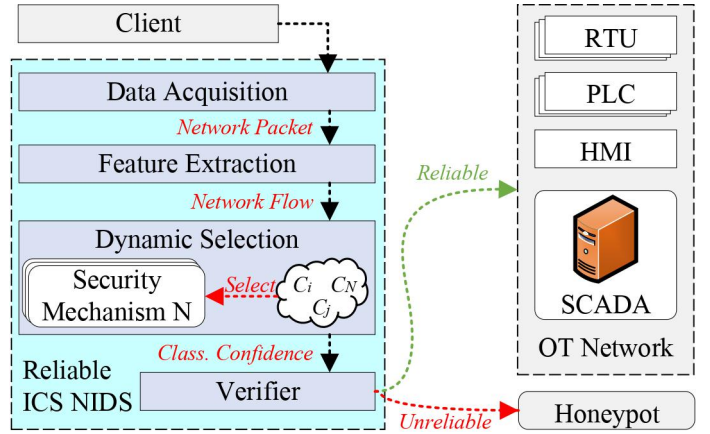 Client
Data Acquisition
Network Packet
Feature Extraction
Network Flow
Dynamic Selection
Security
Mechanism N
Select
Ci CN
Cj
Class. Confidence
Reliable
ICS NIDS
Verifier
Reliable
Unreliable
RTU
PLC
HMI
SCADA
OT Network
Honeypot